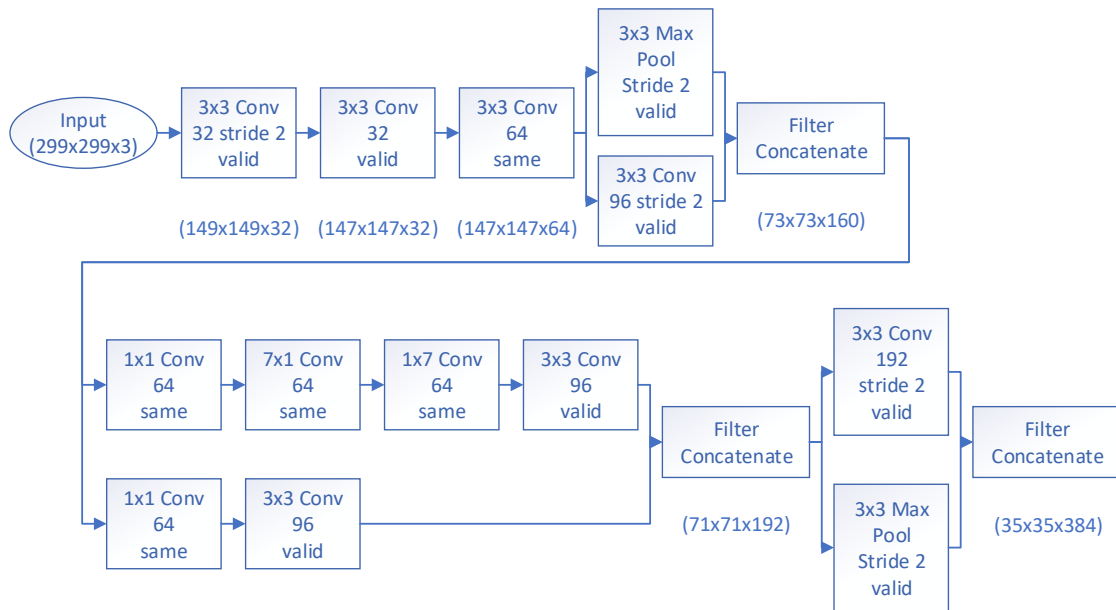 Input
(299x299x3)
3x3 Conv
32 stride 2
valid
3x3 Conv
32
valid
3x3 Conv
64
same
3x3 Max
Pool
Stride 2
valid
3x3 Conv
96 stride 2
valid
Filter
Concatenate
(149x149x32)
(147x147x32)
(147x147x64)
(73x73x160)
1x1 Conv
64
same
7x1 Conv
64
same
1x7 Conv
64
same
3x3 Conv
96
valid
1x1 Conv
64
same
3x3 Conv
96
valid
Filter
Concatenate
(71x71x192)
3x3 Conv
192
stride 2
valid
3x3 Max
Pool
Stride 2
valid
Filter
Concatenate
(35x35x384)